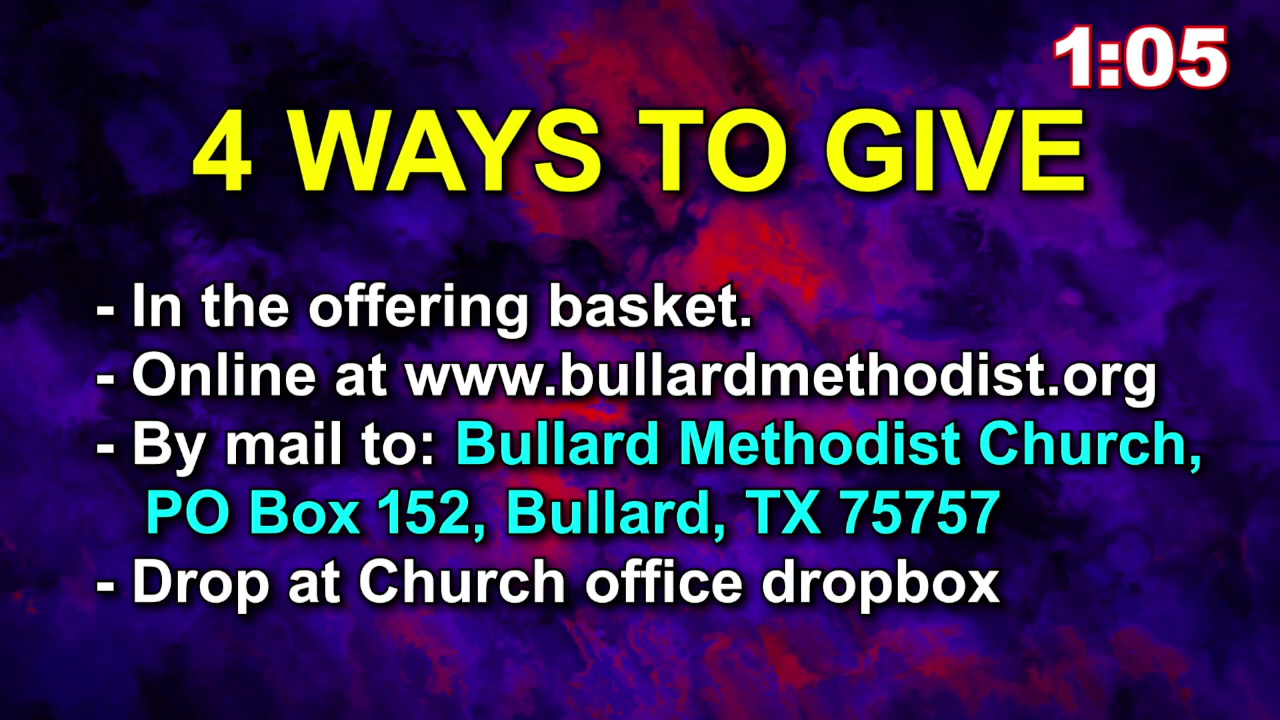 1:05
4 WAYS TO GIVE
- In the offering basket.
- Online at www.bullardmethodist.org
- By mail to: Bullard Methodist Church,
PO Box 152, Bullard, TX 75757
- Drop at Church office dropbox